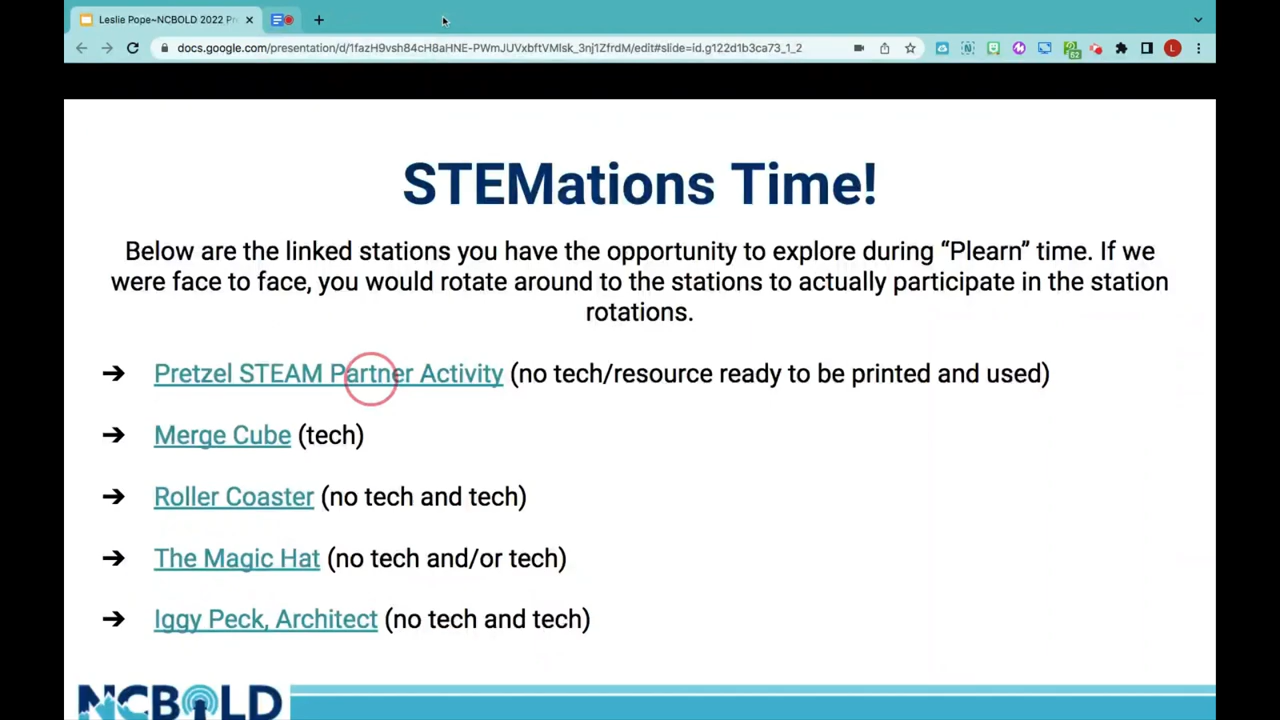 Leslie Pope~NCBOLD 2022 Pr
docs.google.com/presentation/d/1fazH9vsh84cH8aHNE-PWmJUVxbftVMlsk_3nj1ZfrdM/edit#slide=id.g122d1b3ca73_1_2
STEMations Time!
Below are the linked stations you have the opportunity to explore during “Plearn” time. If we
were face to face, you would rotate around to the stations to actually participate in the station
rotations.
➔ Pretzel STEAM Partner Activity (no tech/resource ready to be printed and used)
➔ Merge Cube (tech)
➔ Roller Coaster (no tech and tech)
➔ The Magic Hat (no tech and/or tech)
➔ Iggy Peck, Architect (no tech and tech)
NCBOLD